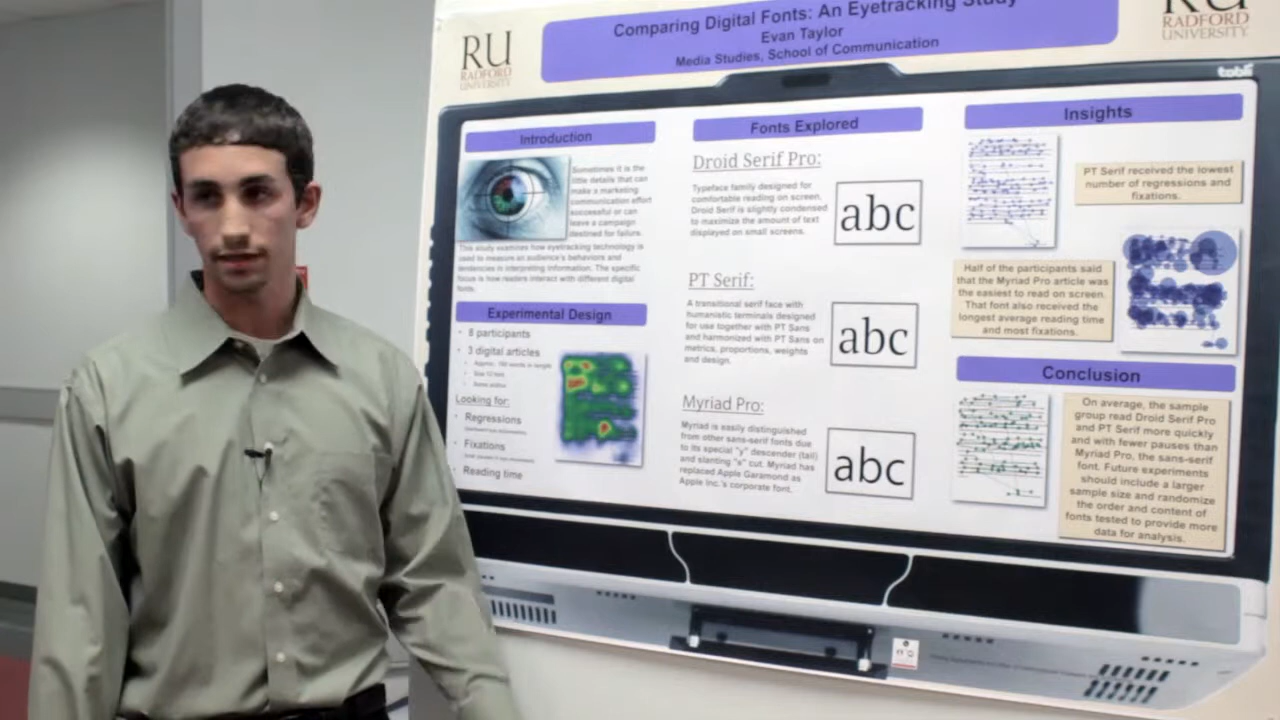 Comparing Digital Fonts: An Eyetracking Study
Evan Taylor
Media Studies, School of Communication
RU
RADFORD
UNIVERSITY
RU
RADFORD
UNIVERSITY.
tobii
Introduction
Sometimes it is the
little details that can
make a marketing
communication effort
successful or can
leave a campaign
destined for failure.
This study examines how eyetracking technology is
used to measure an audience's behaviors and
tendencies in interpreting information. The specific
focus is how readers interact with different digital
fonts.
Experimental Design
• 8 participants
• 3 digital articles
• Size 12 font
Looking for:
• Regressions
• Fixations
• Reading time
Fonts Explored
Droid Serif Pro:
Typeface family designed for
comfortable reading on screen.
Droid Serif is slightly condensed
to maximize the amount of text
displayed on small screens.
abc
PT Serif:
A transitional serif face with
humanistic terminals designed
for use together with PT Sans
and harmonized with PT Sans on
metrics, proportions, weights
and design.
abc
Myriad Pro:
Myriad is easily distinguished
from other sans-serif fonts due
to its special "y" descender (tail)
and slanting "e" cut. Myriad has
replaced Apple Garamond as
Apple Inc.'s corporate font.
abc
Insights
PT Serif received the lowest
number of regressions and
fixations.
Half of the participants said
that the Myriad Pro article was
the easiest to read on screen.
That font also received the
longest average reading time
and most fixations.
Conclusion
On average, the sample
group read Droid Serif Pro
and PT Serif more quickly
and with fewer pauses than
Myriad Pro, the sans-serif
font. Future experiments
should include a larger
sample size and randomize
the order and content of
fonts tested to provide more
data for analysis.